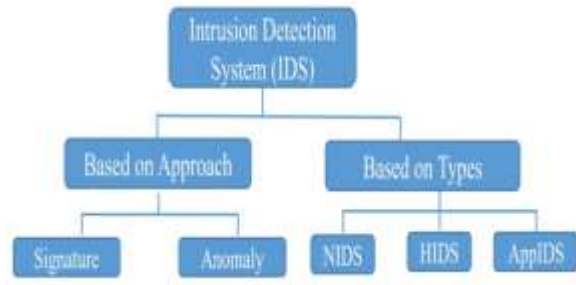 Intrusion Detection
System (IDS)
Based on Approach
Based on Types
Signature
Anomaly
NIDS
HIDS
AppIDS